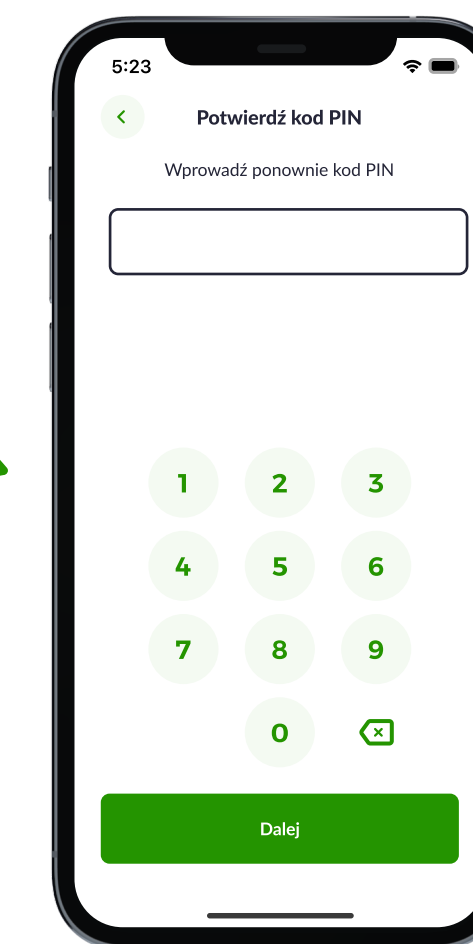 5:23
Potwierdź kod PIN
Wprowadź ponownie kod PIN
1 2 3
4 5 6
7 8 9
0
Dalej